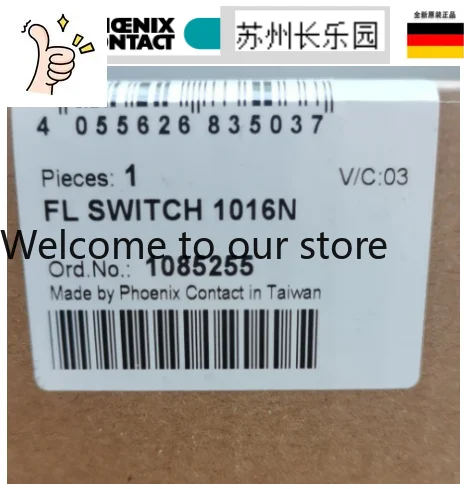 全新原装正品
PHŒNIX
CONTACT
苏州长乐园
4 055626 835037
Pieces: 1
V/C:03
FL SWITCH 1016N
Welcome to our store
Ord.No.: 1085255
Made by Phoenix Contact in Taiwan